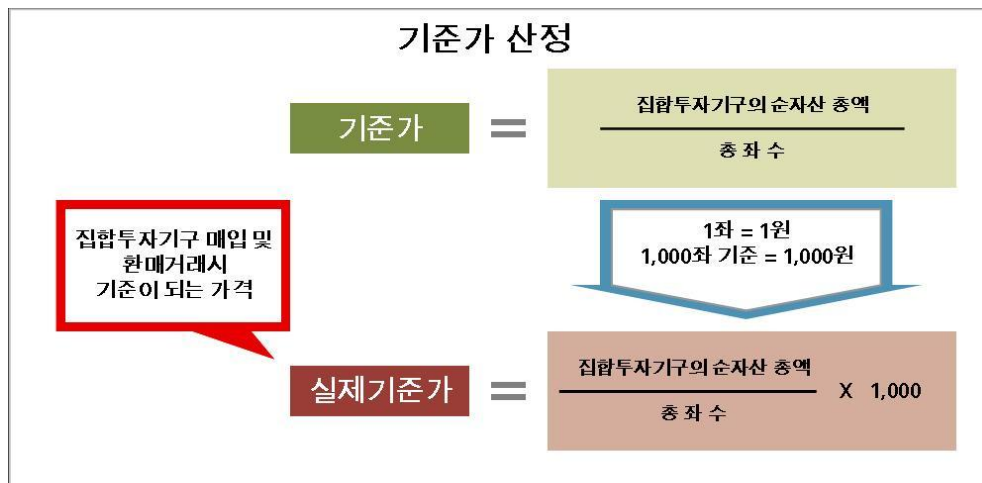 기준가 산정
기준가
=
집합투자기구의 순자산 총액
총 좌 수
집합투자기구 매입 및
환매거래시
기준이 되는 가격
1좌 = 1원
1,000좌 기준 = 1,000원
실제기준가
=
집합투자기구의 순자산 총액
총 좌 수
X 1,000